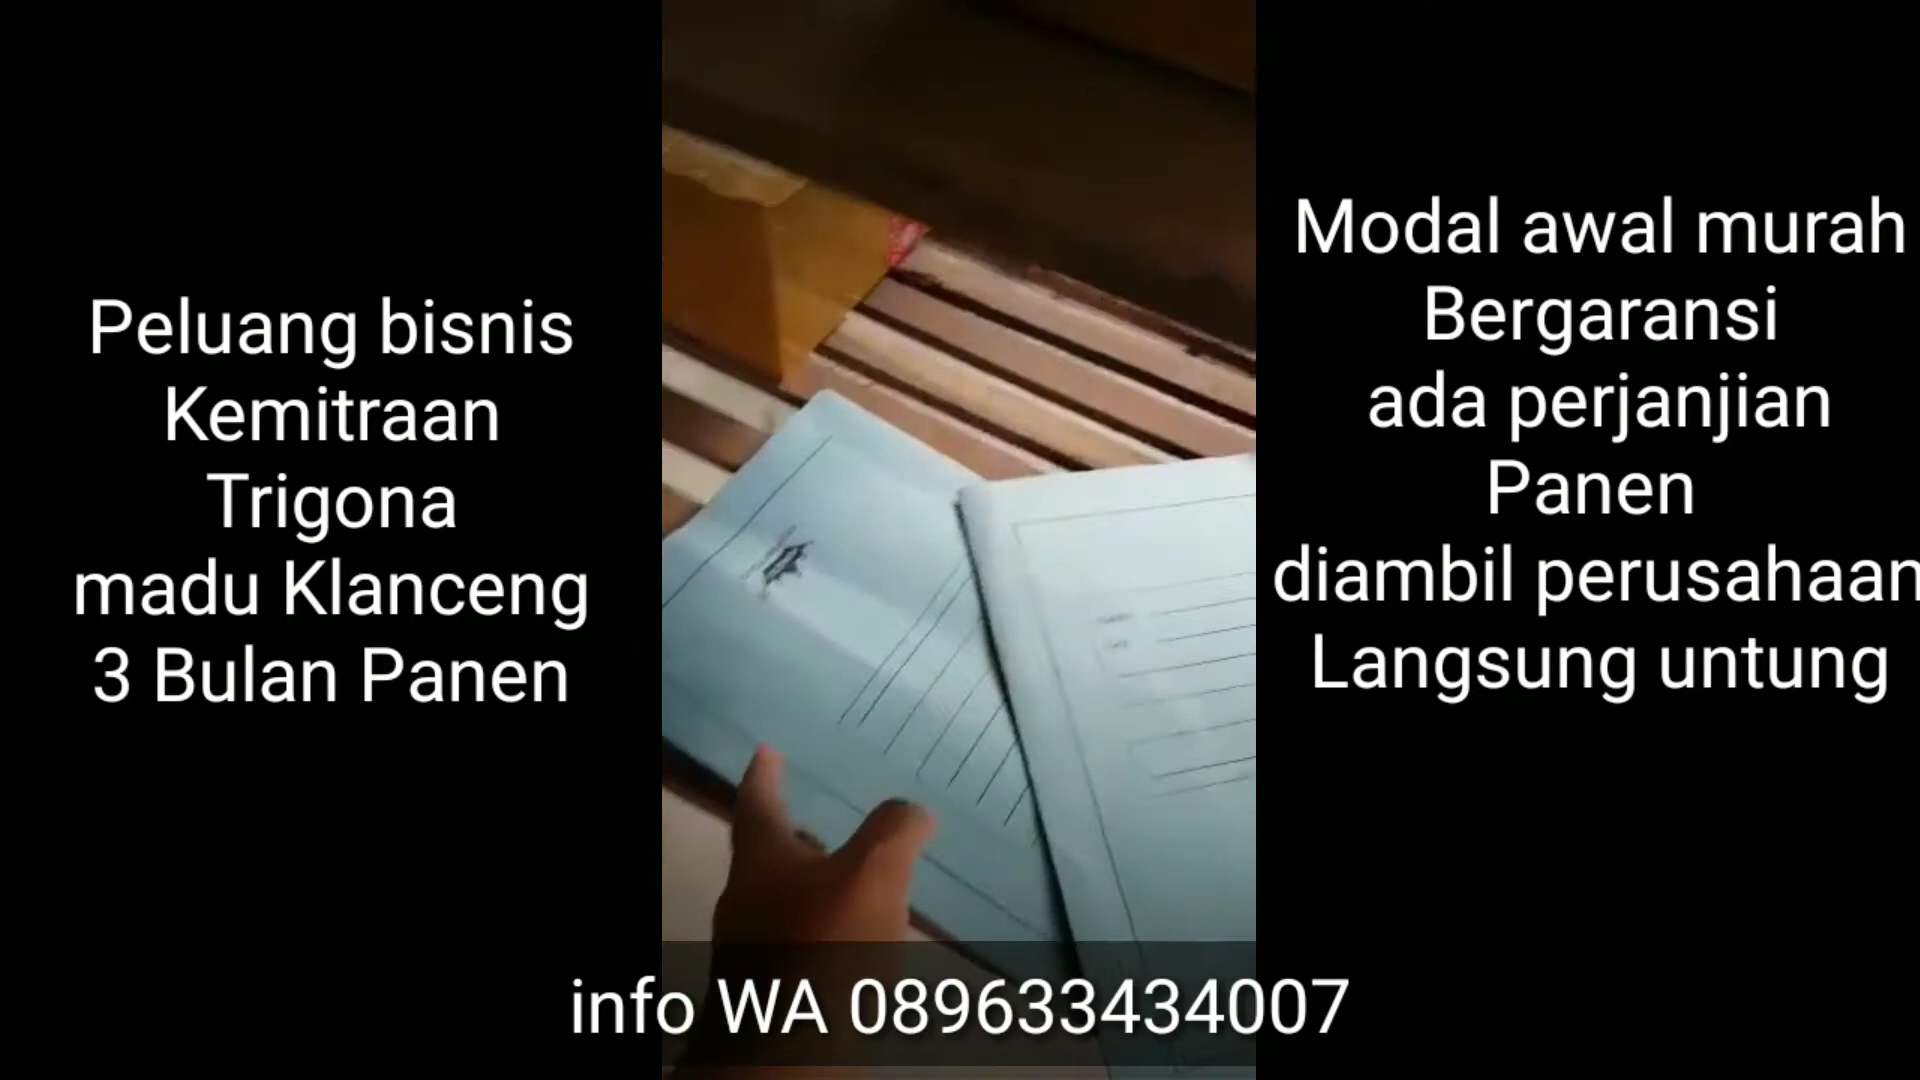 Peluang bisnis
Kemitraan
Trigona
madu Klanceng
3 Bulan Panen
Modal awal murah
Bergaransi
ada perjanjian
Panen
diambil perusahaan
Langsung untung
info WA 089633434007